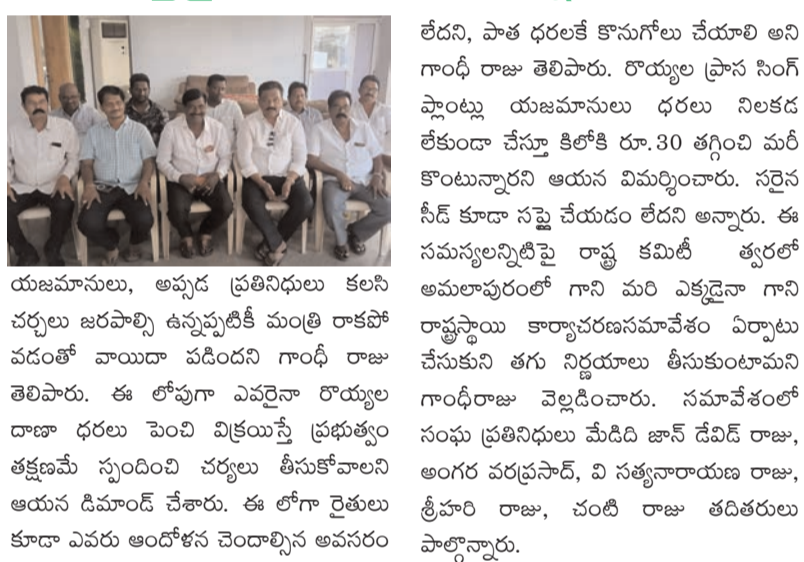 యజమానులు, అప్సడ ప్రతినిధులు కలసి
చర్చలు జరపాల్సి ఉన్నప్పటికీ మంత్రి రాకపో
వడంతో వాయిదా పడిందని గాంధీ రాజు
తెలిపారు. ఈ లోపుగా ఎవరైనా రొయ్యల
దాణా ధరలు పెంచి విక్రయిస్తే ప్రభుత్వం
తక్షణమే స్పందించి చర్యలు తీసుకోవాలని
ఆయన డిమాండ్ చేశారు. ఈ లోగా రైతులు
కూడా ఎవరు ఆందోళన చెందాల్సిన అవసరం
లేదని, పాత ధరలకే కొనుగోలు చేయాలి అని
గాంధీ రాజు తెలిపారు. రొయ్యల ప్రాస సింగ్
ప్లాంట్లు యజమానులు ధరలు నిలకడ
లేకుండా చేస్తూ కిలోకి రూ.30 తగ్గించి మరీ
కొంటున్నారని ఆయన విమర్శించారు. సరైన
సీడ్ కూడా సప్లై చేయడం లేదని అన్నారు. ఈ
సమస్యలన్నిటిపై రాష్ట్ర కమిటీ త్వరలో
అమలాపురంలో గాని మరి ఎక్కడైనా గాని
రాష్ట్రస్థాయి కార్యాచరణసమావేశం ఏర్పాటు
చేసుకుని తగు నిర్ణయాలు తీసుకుంటామని
గాంధీరాజు వెల్లడించారు. సమావేశంలో
సంఘ ప్రతినిధులు మేడిది జాన్ డేవిడ్ రాజు,
అంగర వరప్రసాద్, వి సత్యనారాయణ రాజు,
శ్రీహరి రాజు, చంటి రాజు తదితరులు
పాల్గొన్నారు.